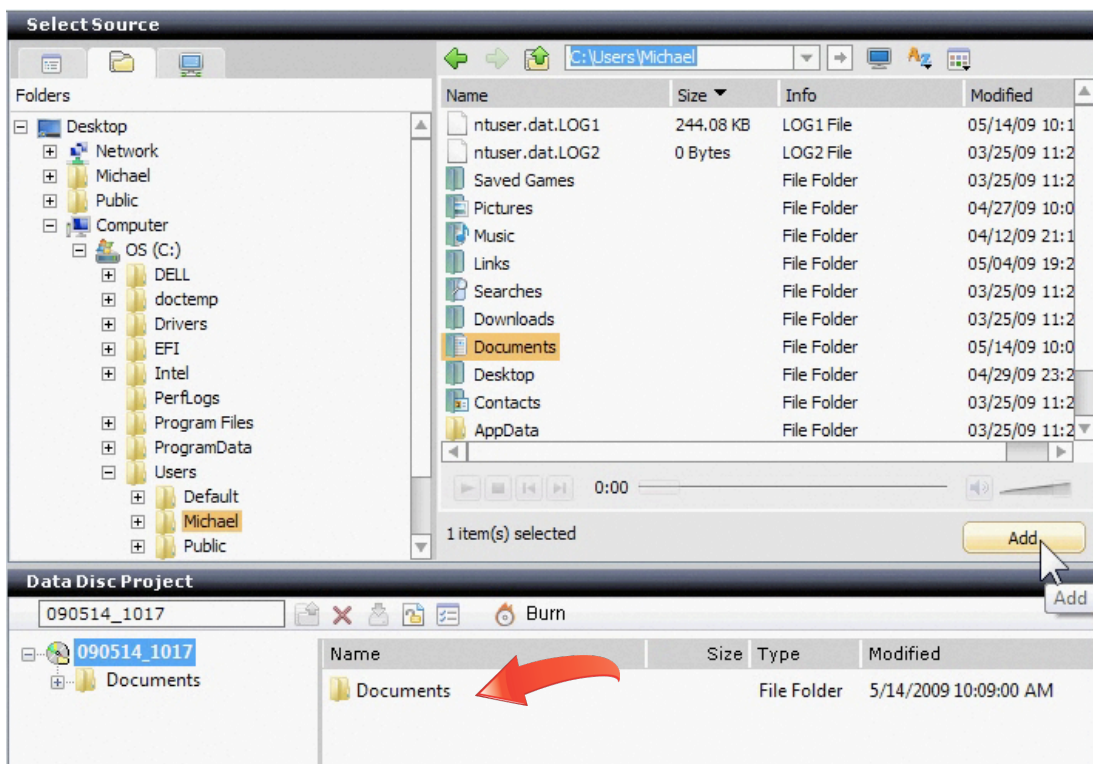 Select Source
Folders
Desktop
Network
Michael
Public
Computer
OS (C:)
DELL
doctemp
Drivers
EFI
Intel
PerfLogs
Program Files
ProgramData
Users
Default
Michael
Public
C:\Users\Michael
AZ
Name Size Info Modified
ntuser.dat.LOG1 244.08 KB LOG1 File 05/14/09 10:1
ntuser.dat.LOG2 0 Bytes LOG2 File 03/25/09 11:2
Saved Games File Folder 03/25/09 11:2
Pictures File Folder 04/27/09 10:0
Music File Folder 04/12/09 21:1
Links File Folder 05/04/09 19:2
Searches File Folder 03/25/09 11:2
Downloads File Folder 03/25/09 11:2
Documents File Folder 05/14/09 10:0
Desktop File Folder 04/29/09 23:2
Contacts File Folder 03/25/09 11:2
AppData File Folder 03/25/09 11:2
0:00
1 item(s) selected
Add
Add
Data Disc Project
090514_1017 Burn
090514_1017
Documents
Name Size Type Modified
Documents File Folder 5/14/2009 10:09:00 AM